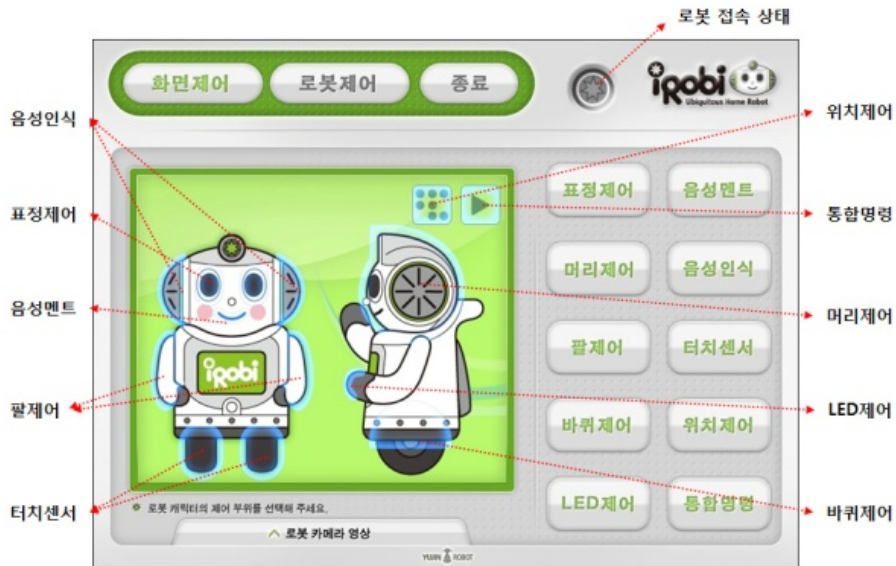 로봇 접속 상태
화면제어
로봇제어
종료
iRobi
Ubiquitous Home Robot
음성인식
표정제어
음성멘트
팔제어
터치센서
위치제어
통합명령
머리제어
LED제어
바퀴제어
iRobi
표정제어
음성멘트
머리제어
음성인식
팔제어
터치센서
바퀴제어
위치제어
LED제어
통합명령
로봇 캐릭터의 제어 부위를 선택해 주세요.
로봇 카메라 영상
YUJIN ROBOT